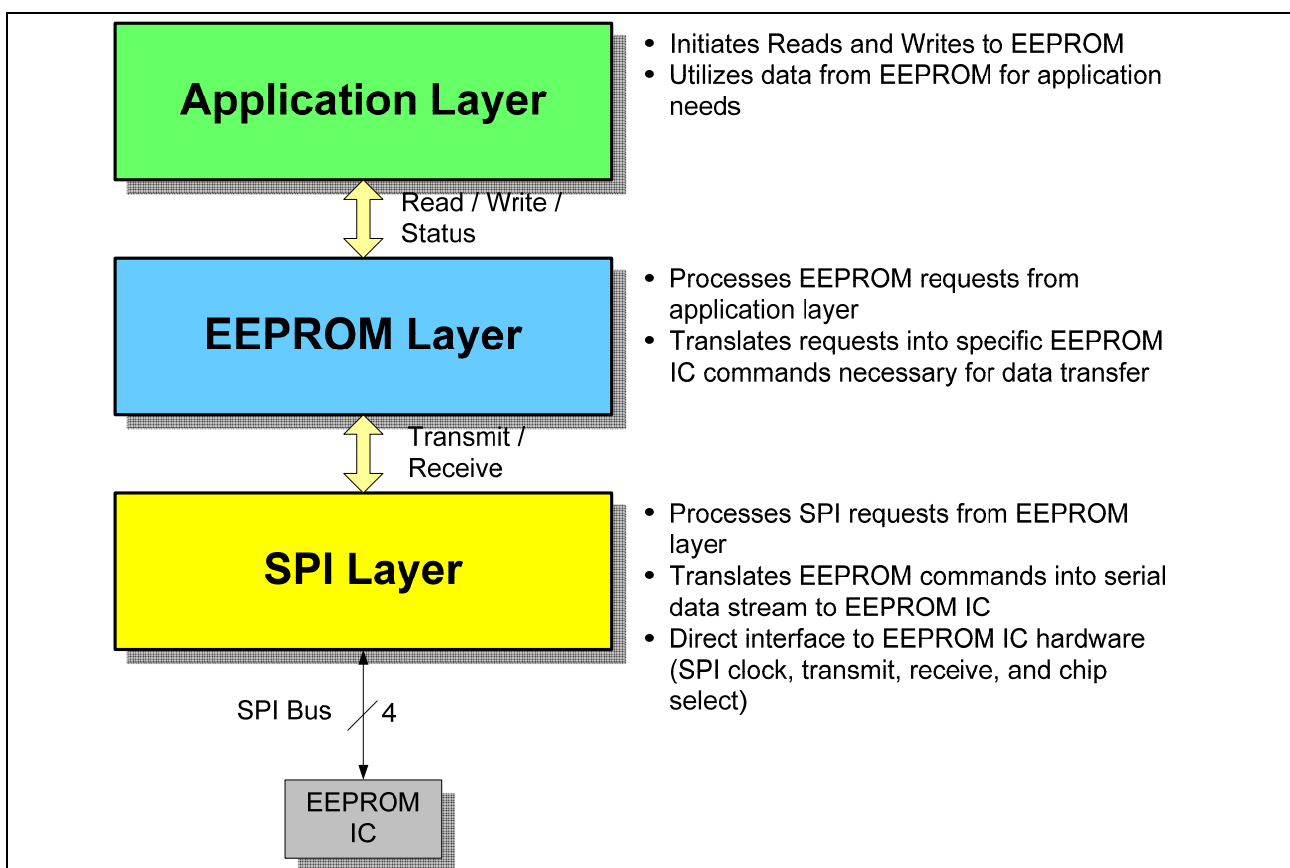 Application Layer
• Initiates Reads and Writes to EEPROM
• Utilizes data from EEPROM for application
needs
Read / Write /
Status
EEPROM Layer
• Processes EEPROM requests from
application layer
• Translates requests into specific EEPROM
IC commands necessary for data transfer
Transmit /
Receive
SPI Layer
• Processes SPI requests from EEPROM
layer
• Translates EEPROM commands into serial
data stream to EEPROM IC
• Direct interface to EEPROM IC hardware
(SPI clock, transmit, receive, and chip
select)
SPI Bus
4
EEPROM
IC